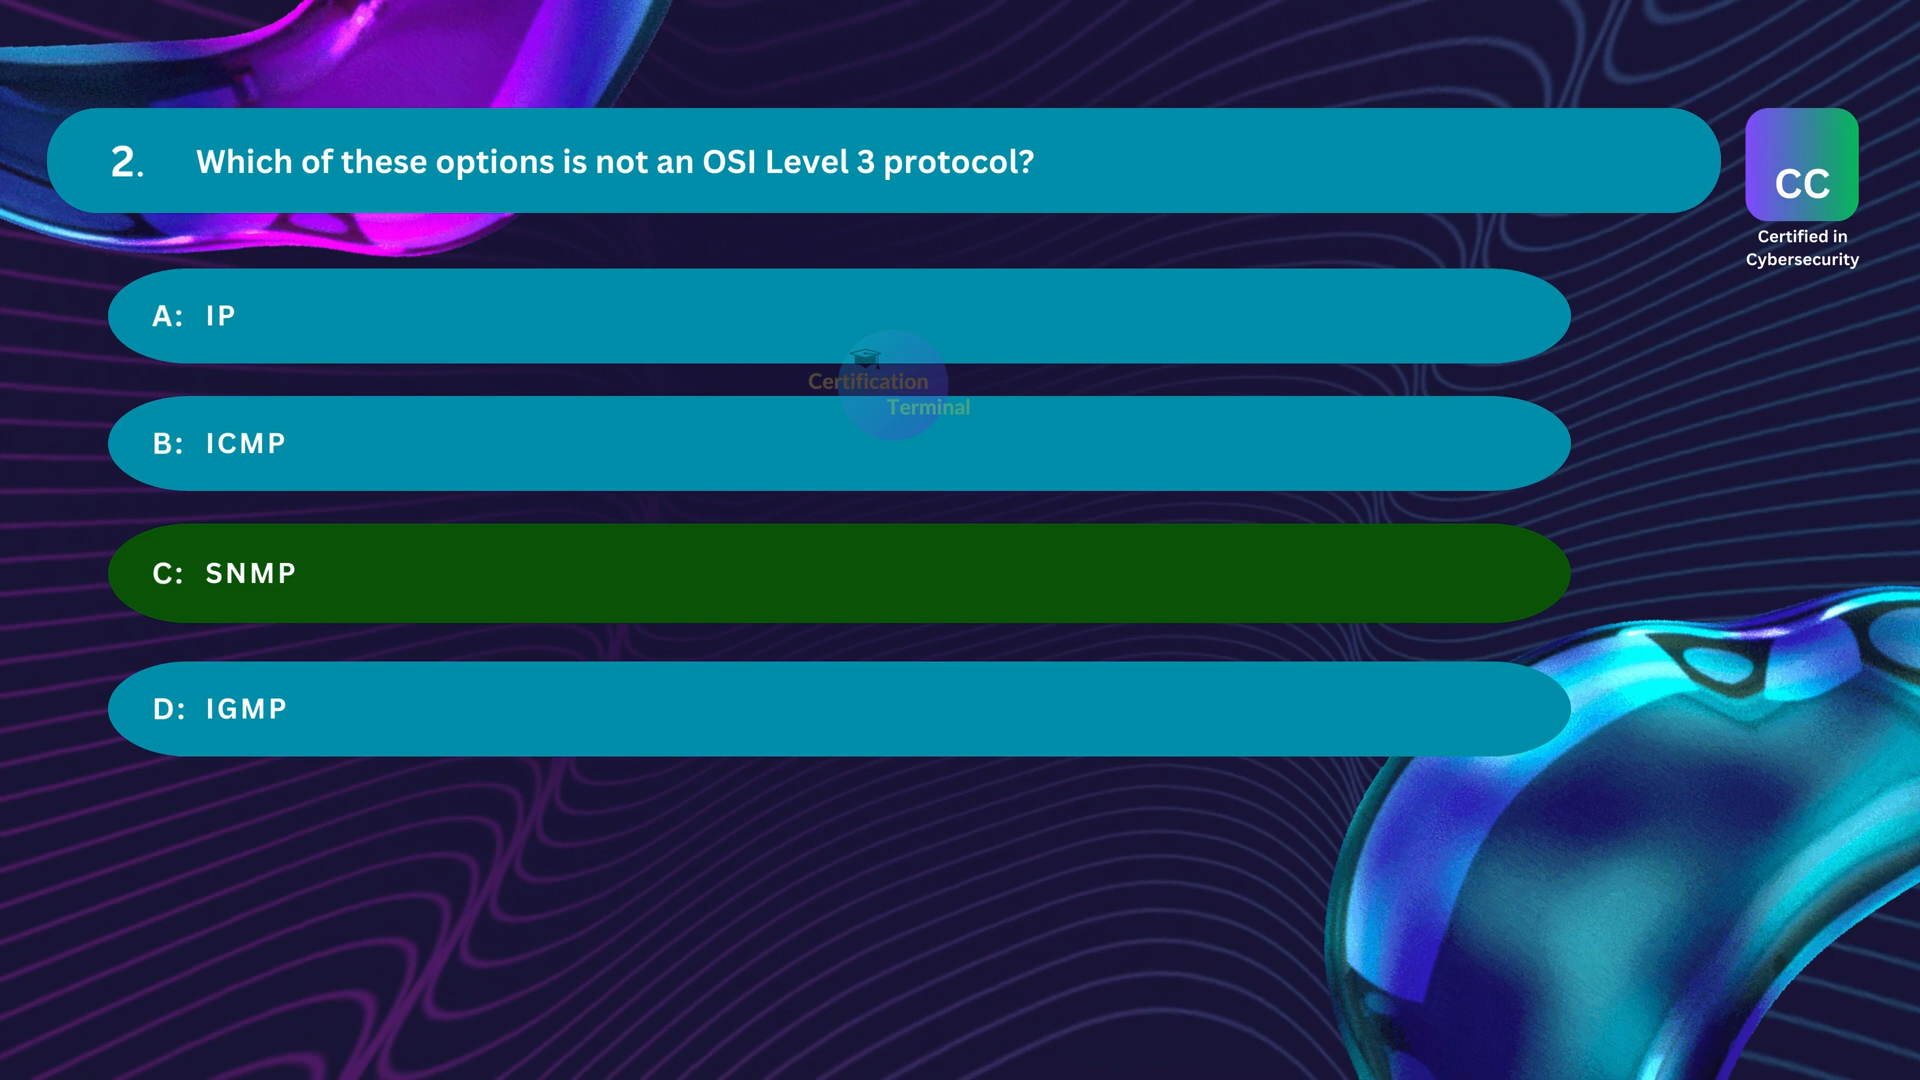 2. Which of these options is not an OSI Level 3 protocol?
CC
Certified in
Cybersecurity
A: IP
Certification
Terminal
B: ICMP
C: SNMP
D: IGMP